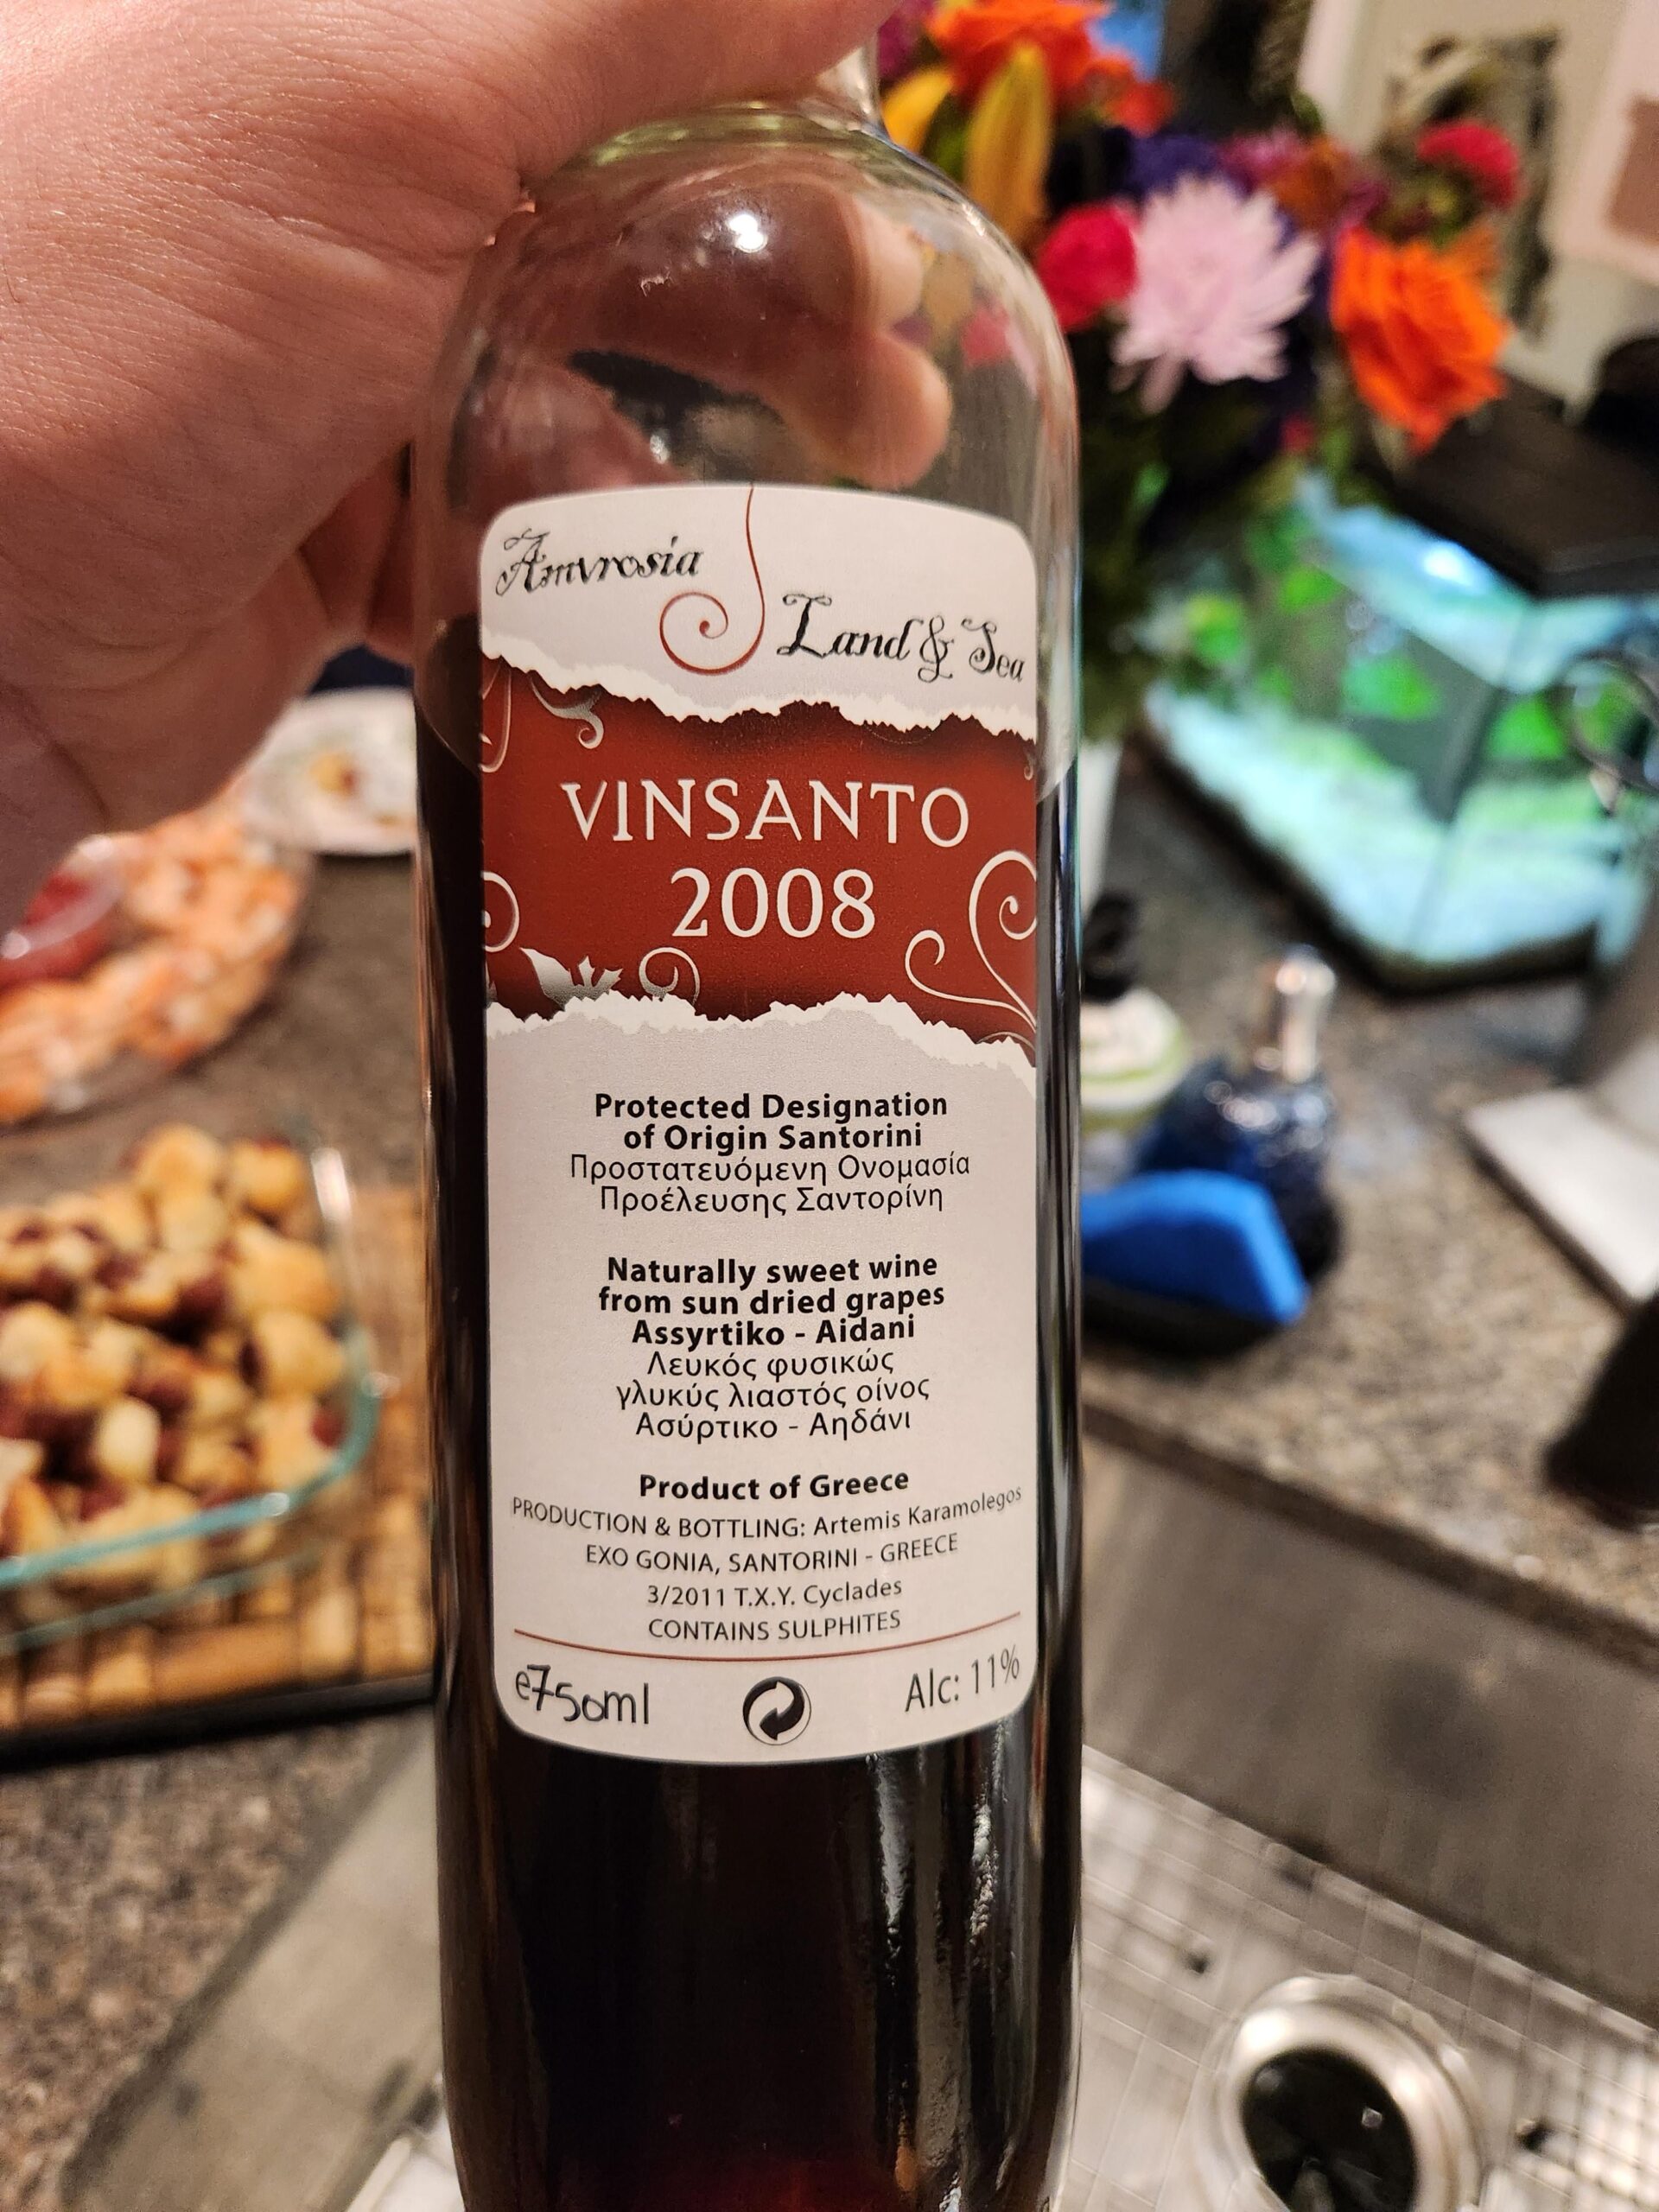 Amvrosia
Land & Sea
VINSANTO
2008
Protected Designation
of Origin Santorini
Προστατευόμενη Ονομασία
Προέλευσης Σαντορίνη
Naturally sweet wine
from sun dried grapes
Assyrtiko - Aidani
Λευκός φυσικώς
γλυκύς λιαστός οίνος
Ασύρτικο - Αηδάνι
Product of Greece
PRODUCTION & BOTTLING: Artemis Karamolegos
EXO GONIA, SANTORINI - GREECE
3/2011 T.X.Y. Cyclades
CONTAINS SULPHITES
e750ml
Alc: 11%